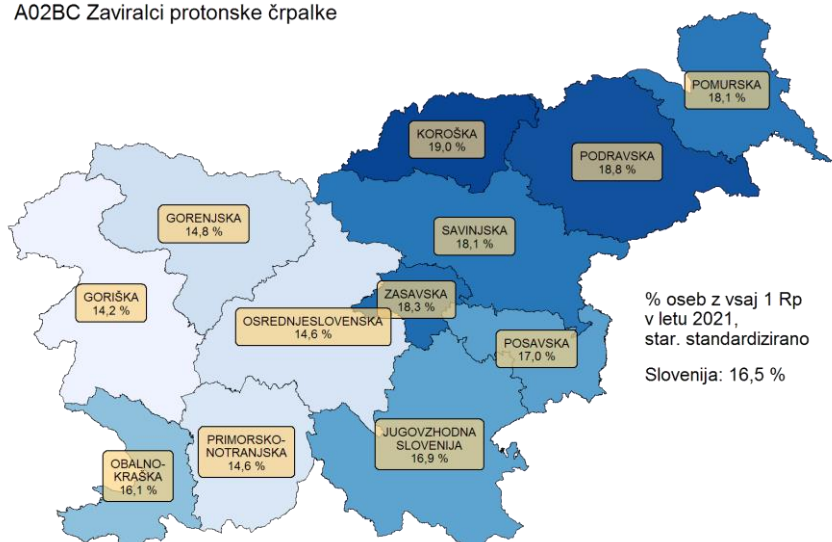 A02BC Zaviralci protonske črpalke
POMURSKA
18,1 %
KOROŠKA
19,0 %
PODRAVSKA
18,8 %
GORENJSKA
14,8 %
SAVINJSKA
18,1 %
GORIŠKA
14,2 %
ZASAVSKA
18,3 %
OSREDNJESLOVENSKA
14,6 %
POSAVSKA
17,0 %
% oseb z vsaj 1 Rp
v letu 2021,
star. standardizirano
Slovenija: 16,5 %
OBALNO-
KRAŠKA
16,1 %
PRIMORSKO-
NOTRANJSKA
14,6 %
JUGOVZHODNA
SLOVENIJA
16,9 %